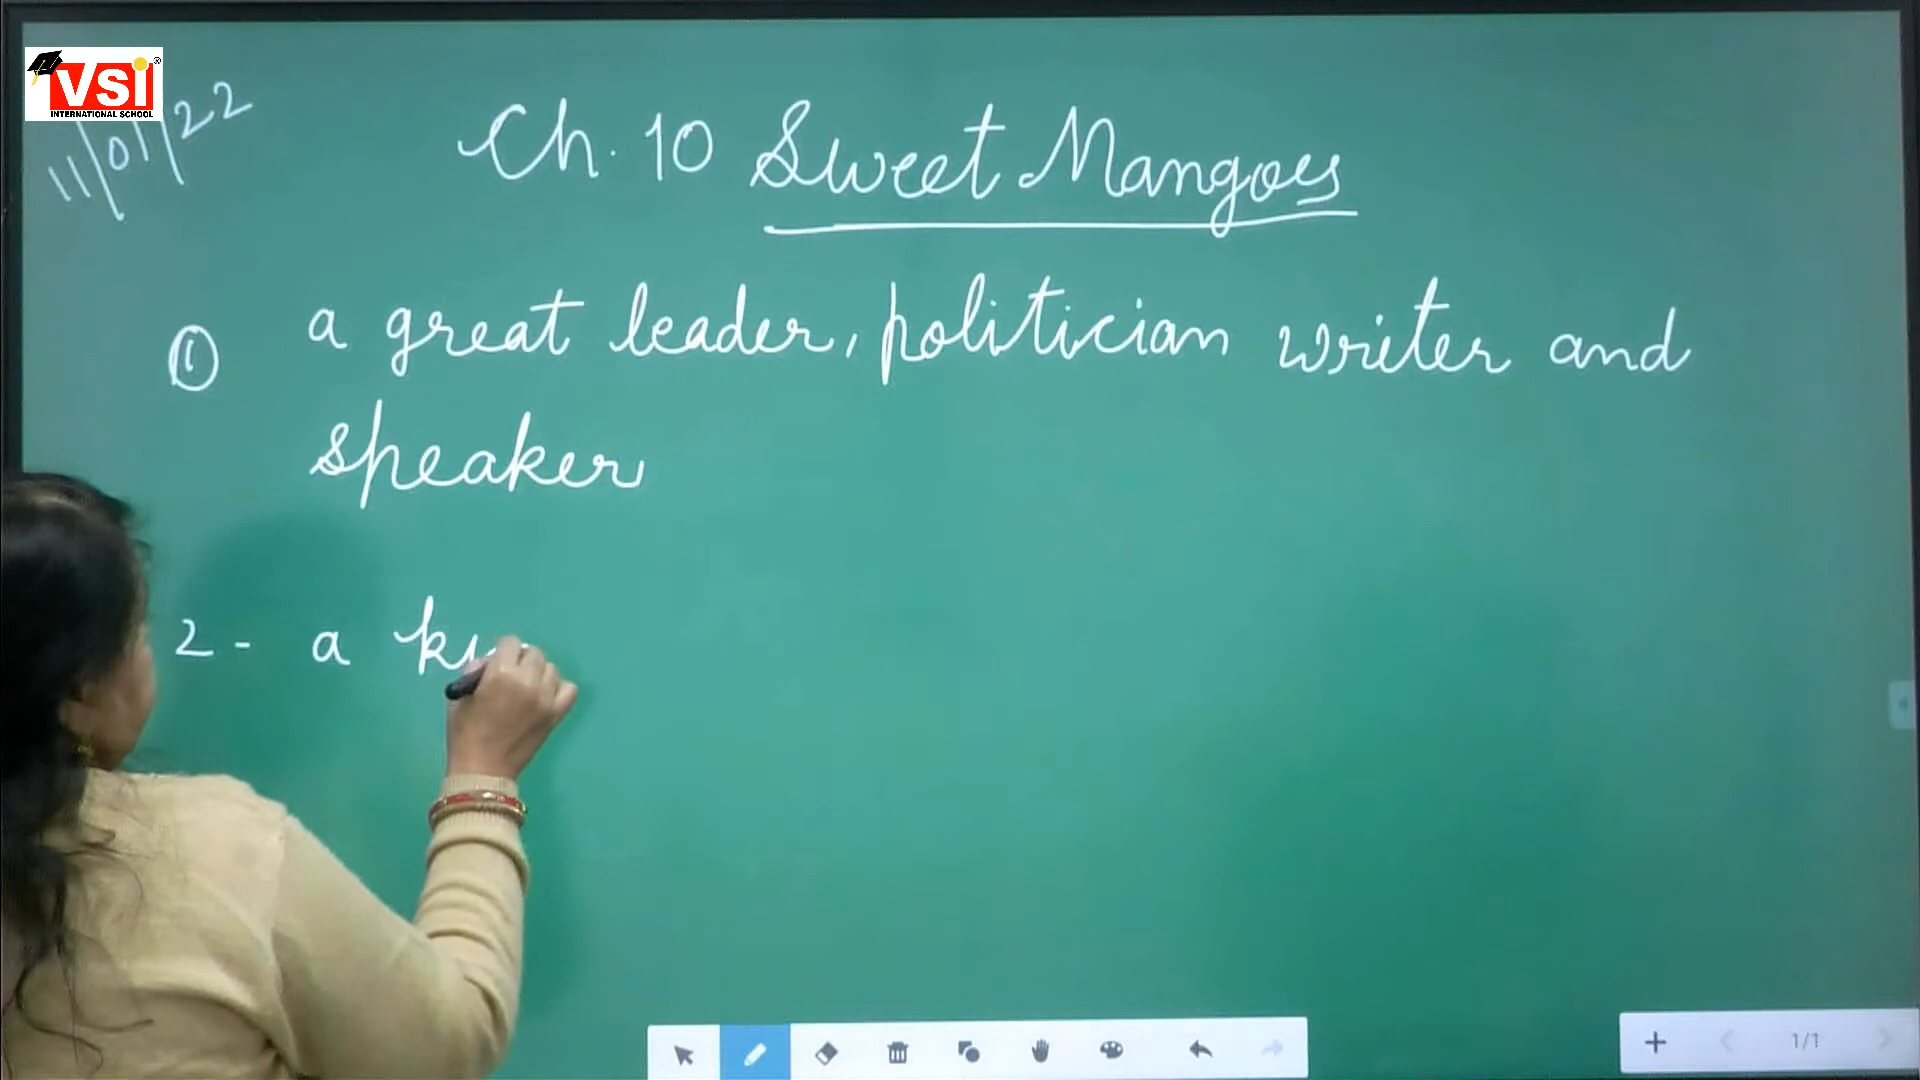 VSI
INTERNATIONAL SCHOOL
11/01/22
Ch. 10 Sweet Mangoes
① a great leader, politician writer and
speaker
2 - a
1/1